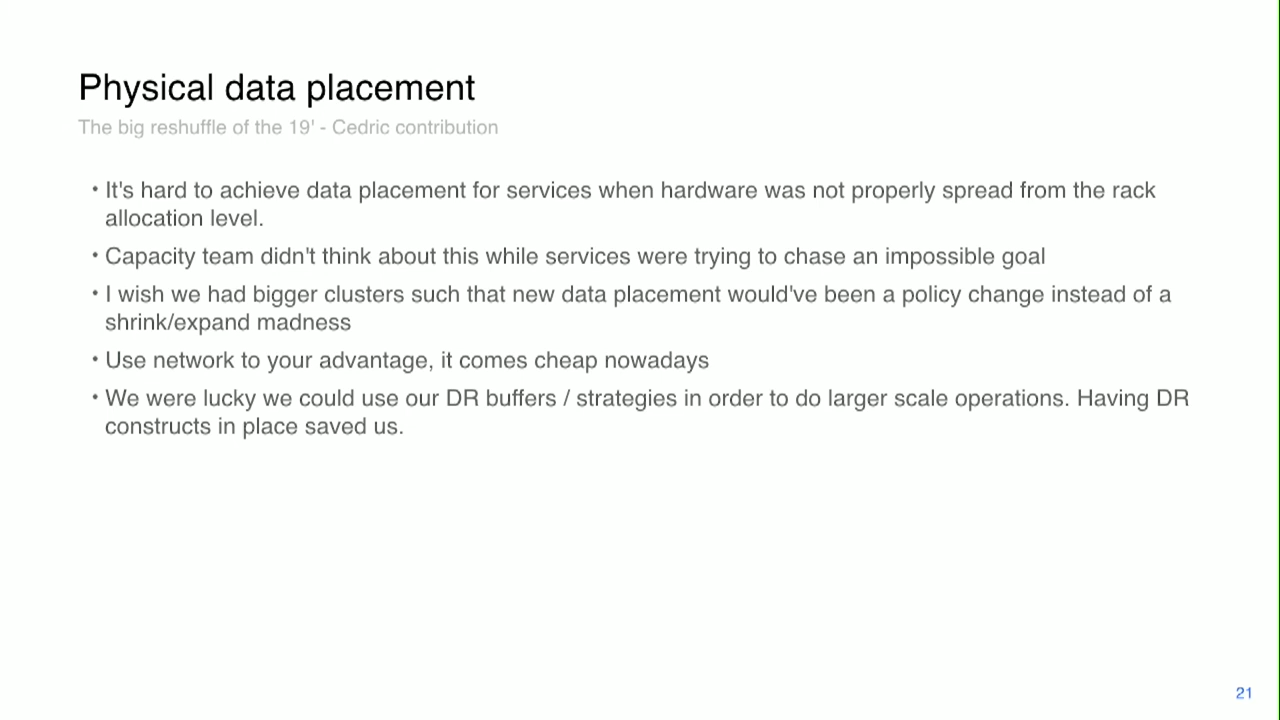 Physical data placement
The big reshuffle of the 19' - Cedric contribution
• It's hard to achieve data placement for services when hardware was not properly spread from the rack
allocation level.
• Capacity team didn't think about this while services were trying to chase an impossible goal
• I wish we had bigger clusters such that new data placement would've been a policy change instead of a
shrink/expand madness
• Use network to your advantage, it comes cheap nowadays
• We were lucky we could use our DR buffers / strategies in order to do larger scale operations. Having DR
constructs in place saved us.
21